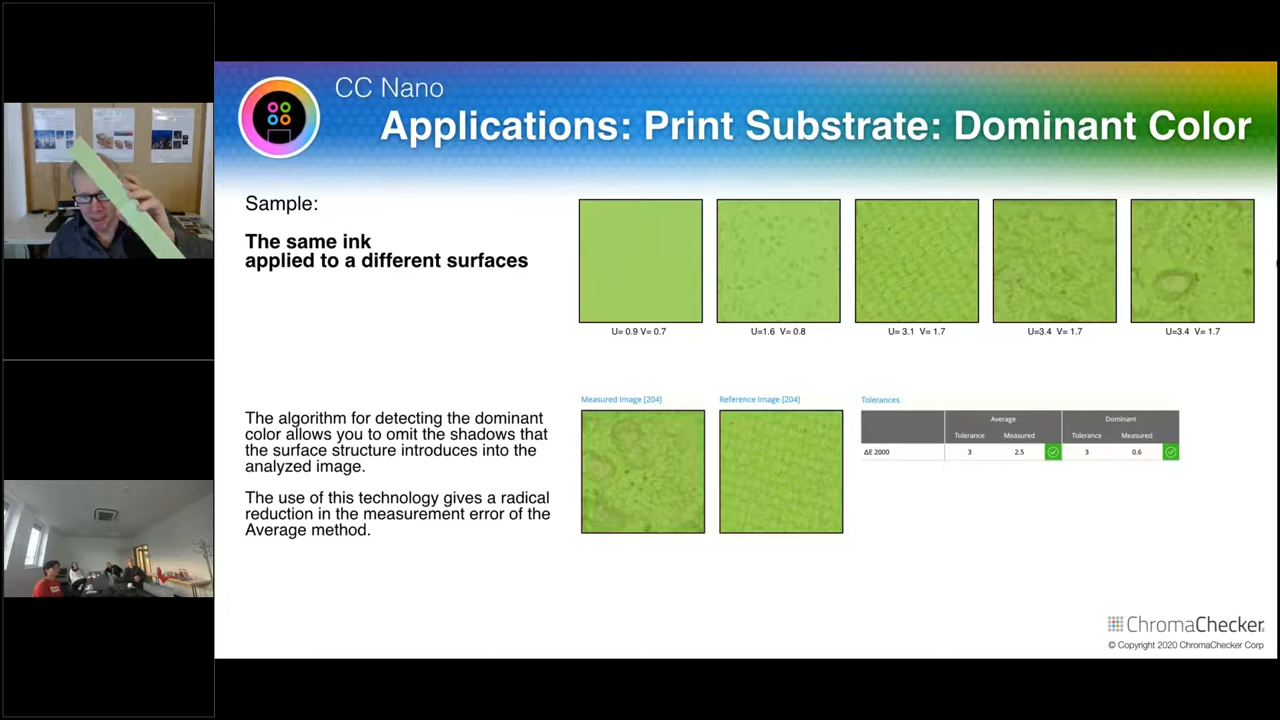 CC Nano
Applications: Print Substrate: Dominant Color
Sample:
The same ink
applied to a different surfaces
U= 0.9 V= 0.7
U=1.6 V= 0.8
U= 3.1 V= 1.7
U=3.4 V= 1.7
U=3.4 V= 1.7
The algorithm for detecting the dominant
color allows you to omit the shadows that
the surface structure introduces into the
analyzed image.
The use of this technology gives a radical
reduction in the measurement error of the
Average method.
Measured Image [204]
Reference Image [204]
Tolerances
Average Dominant
Tolerance Measured Tolerance Measured
ΔE 2000 3 2.5 3 0.6
ChromaChecker
© Copyright 2020 ChromaChecker Corp